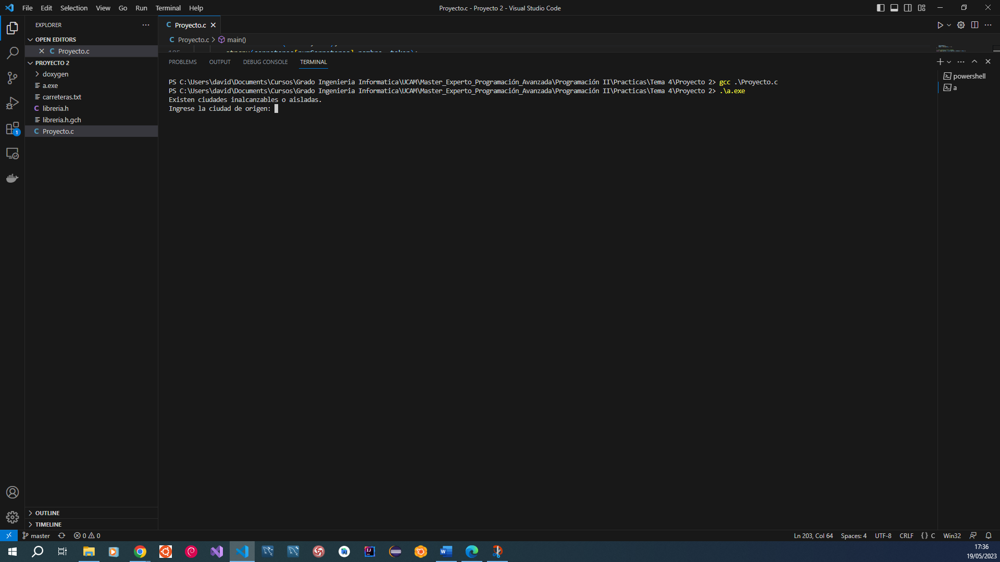 File Edit Selection View Go Run Terminal Help
Proyecto.c - Proyecto 2 - Visual Studio Code
EXPLORER
OPEN EDITORS
Proyecto.c
PROYECTO 2
doxygen
a.exe
carreteras.txt
libreria.h
libreria.h.gch
Proyecto.c
OUTLINE
TIMELINE
Proyecto.c
Proyecto.c > main()
PROBLEMS OUTPUT DEBUG CONSOLE TERMINAL
PS C:\Users\david\Documents\Cursos\Grado Ingenieria Informatica\UCAM\Master_Experto_Programación_Avanzada\Programación II\Practicas\Tema 4\Proyecto 2> gcc .\Proyecto.c
PS C:\Users\david\Documents\Cursos\Grado Ingenieria Informatica\UCAM\Master_Experto_Programación_Avanzada\Programación II\Practicas\Tema 4\Proyecto 2> .\a.exe
Existen ciudades inalcanzables o aisladas.
Ingrese la ciudad de origen:
powershell
a
1
master 0 0
Ln 203, Col 64 Spaces: 4 UTF-8 CRLF {} C Win32
17:36
19/05/2023